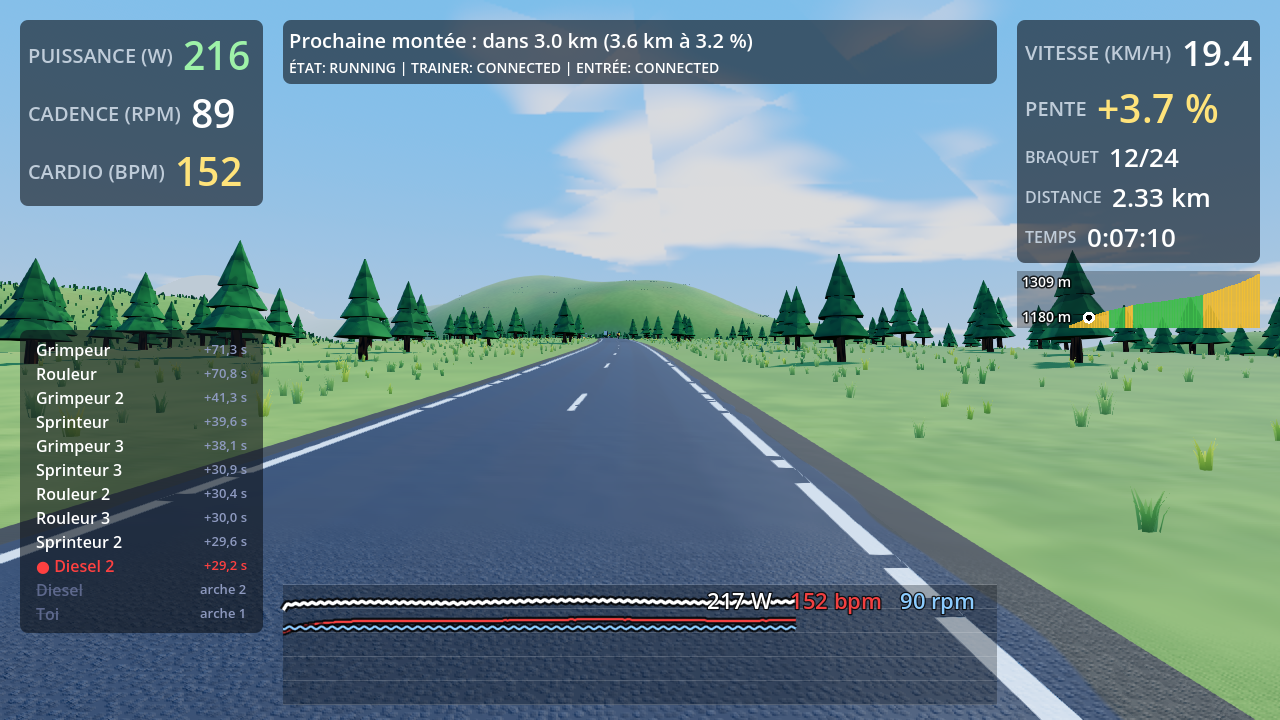 PUISSANCE (W) 216
CADENCE (RPM) 89
CARDIO (BPM) 152
Prochaine montée : dans 3.0 km (3.6 km à 3.2 %)
ÉTAT: RUNNING | TRAINER: CONNECTED | ENTRÉE: CONNECTED
VITESSE (KM/H) 19.4
PENTE +3.7 %
BRAQUET 12/24
DISTANCE 2.33 km
TEMPS 0:07:10
1309 m
1180 m
Grimpeur +71,3 s
Rouleur +70,8 s
Grimpeur 2 +41,3 s
Sprinteur +39,6 s
Grimpeur 3 +38,1 s
Sprinteur 3 +30,9 s
Rouleur 2 +30,4 s
Rouleur 3 +30,0 s
Sprinteur 2 +29,6 s
Diesel 2 +29,2 s
Diesel arche 2
Toi arche 1
217 W 152 bpm 90 rpm